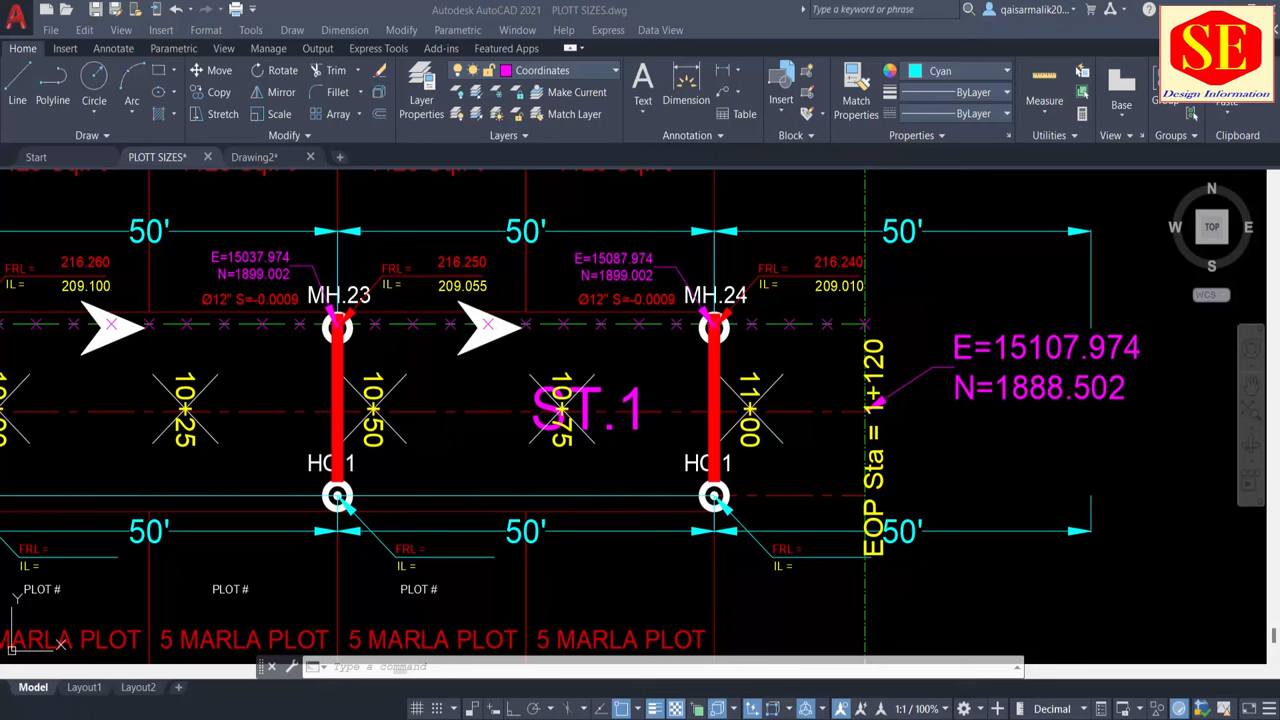 Autodesk AutoCAD 2021 PLOTT SIZES.dwg
Type a keyword or phrase
qaisarmalik20...
File Edit View Insert Format Tools Draw Dimension Modify Parametric Window Help Express Data View
Home Insert Annotate Parametric View Manage Output Express Tools Add-ins Featured Apps
SE
Design Information
Line Polyline Circle Arc
Move Rotate Trim
Copy Mirror Fillet
Stretch Scale Array
Layer Properties
Coordinates
Make Current
Match Layer
Text Dimension
Table
Insert
Match Properties
Cyan
ByLayer
ByLayer
Measure
Base
Group
Paste
Draw Modify Layers Annotation Block Properties Utilities View Groups Clipboard
Start PLOTT SIZES* Drawing2*
50' 50' 50'
E=15037.974
N=1899.002
E=15087.974
N=1899.002
FRL = 216.260
IL = 209.100
FRL = 216.250
IL = 209.055
FRL = 216.240
IL = 209.010
Ø12" S=-0.0009
Ø12" S=-0.0009
MH.23 MH.24
E=15107.974
N=1888.502
10+25 10+50 10+75 11+00
ST.1
EOP Sta = 1+120
HC 1 HC 1
50' 50' 50'
FRL = FRL = FRL =
IL = IL = IL =
PLOT # PLOT # PLOT #
MARLA PLOT 5 MARLA PLOT 5 MARLA PLOT 5 MARLA PLOT
N
W TOP E
S
WCS
Y
X
Type a command
Model Layout1 Layout2
1:1 / 100% Decimal